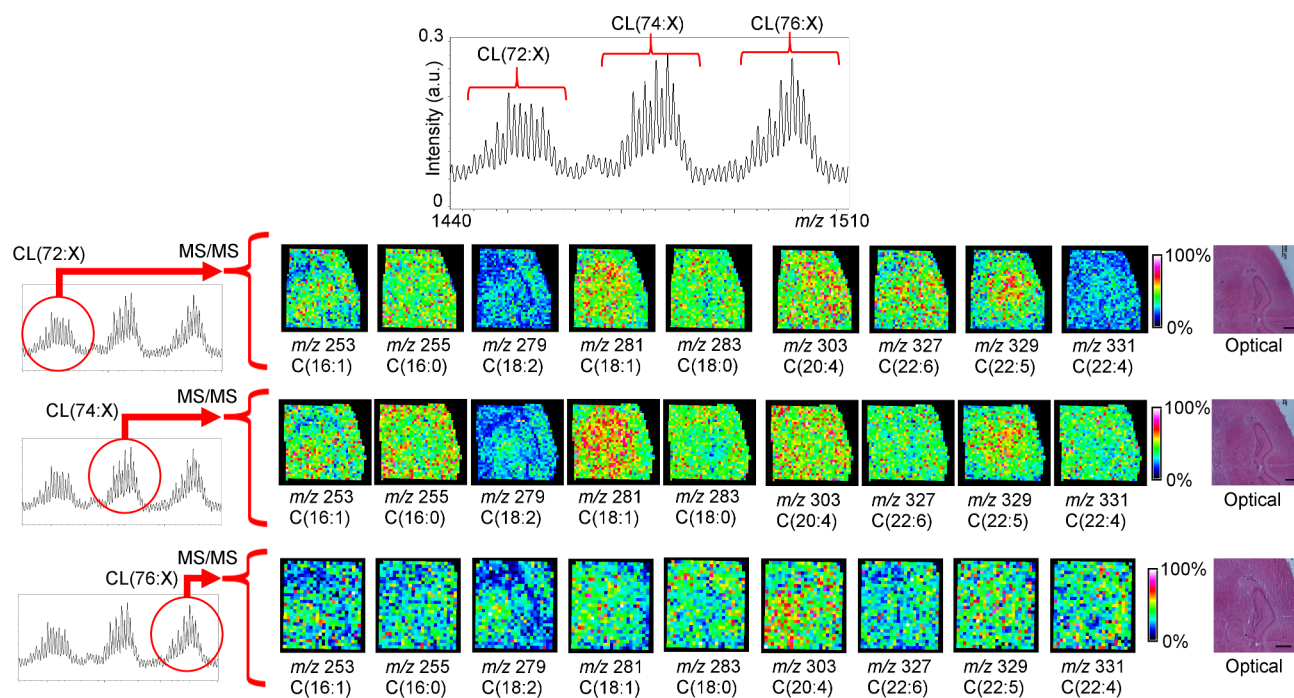 CL(72:X)
CL(74:X)
CL(76:X)
0.3
Intensity (a.u.)
0
1440
m/z 1510
CL(72:X)
MS/MS
m/z 253
C(16:1)
m/z 255
C(16:0)
m/z 279
C(18:2)
m/z 281
C(18:1)
m/z 283
C(18:0)
m/z 303
C(20:4)
m/z 327
C(22:6)
m/z 329
C(22:5)
m/z 331
C(22:4)
100%
0%
Optical
CL(74:X)
MS/MS
m/z 253
C(16:1)
m/z 255
C(16:0)
m/z 279
C(18:2)
m/z 281
C(18:1)
m/z 283
C(18:0)
m/z 303
C(20:4)
m/z 327
C(22:6)
m/z 329
C(22:5)
m/z 331
C(22:4)
100%
0%
Optical
CL(76:X)
MS/MS
m/z 253
C(16:1)
m/z 255
C(16:0)
m/z 279
C(18:2)
m/z 281
C(18:1)
m/z 283
C(18:0)
m/z 303
C(20:4)
m/z 327
C(22:6)
m/z 329
C(22:5)
m/z 331
C(22:4)
100%
0%
Optical